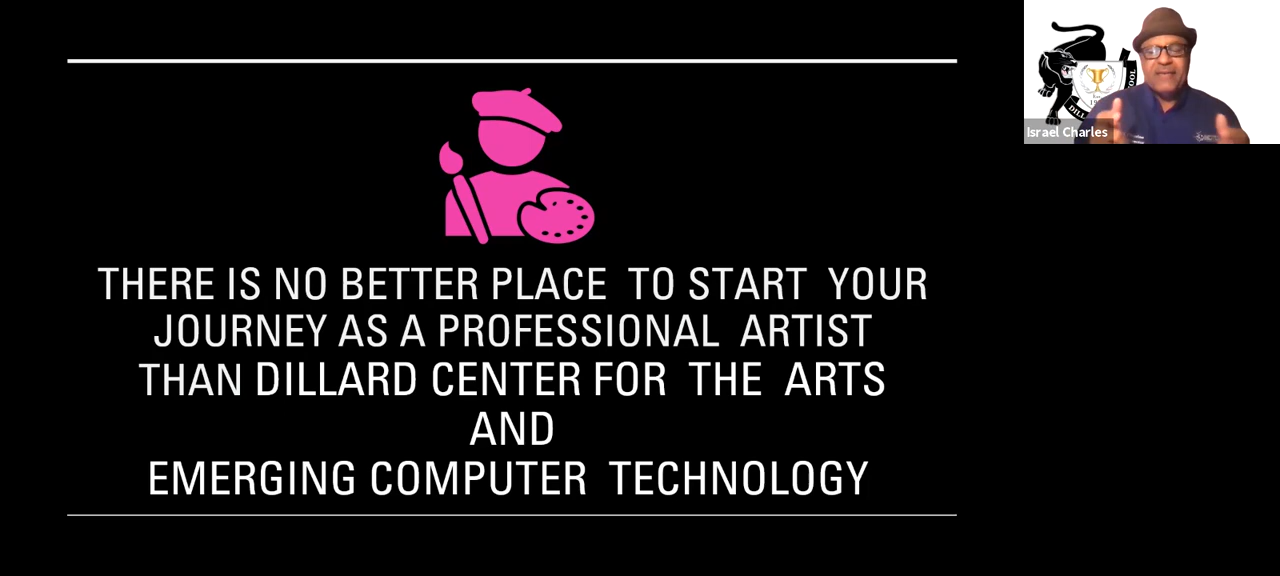 THERE IS NO BETTER PLACE TO START YOUR
JOURNEY AS A PROFESSIONAL ARTIST
THAN DILLARD CENTER FOR THE ARTS
AND
EMERGING COMPUTER TECHNOLOGY
Israel Charles